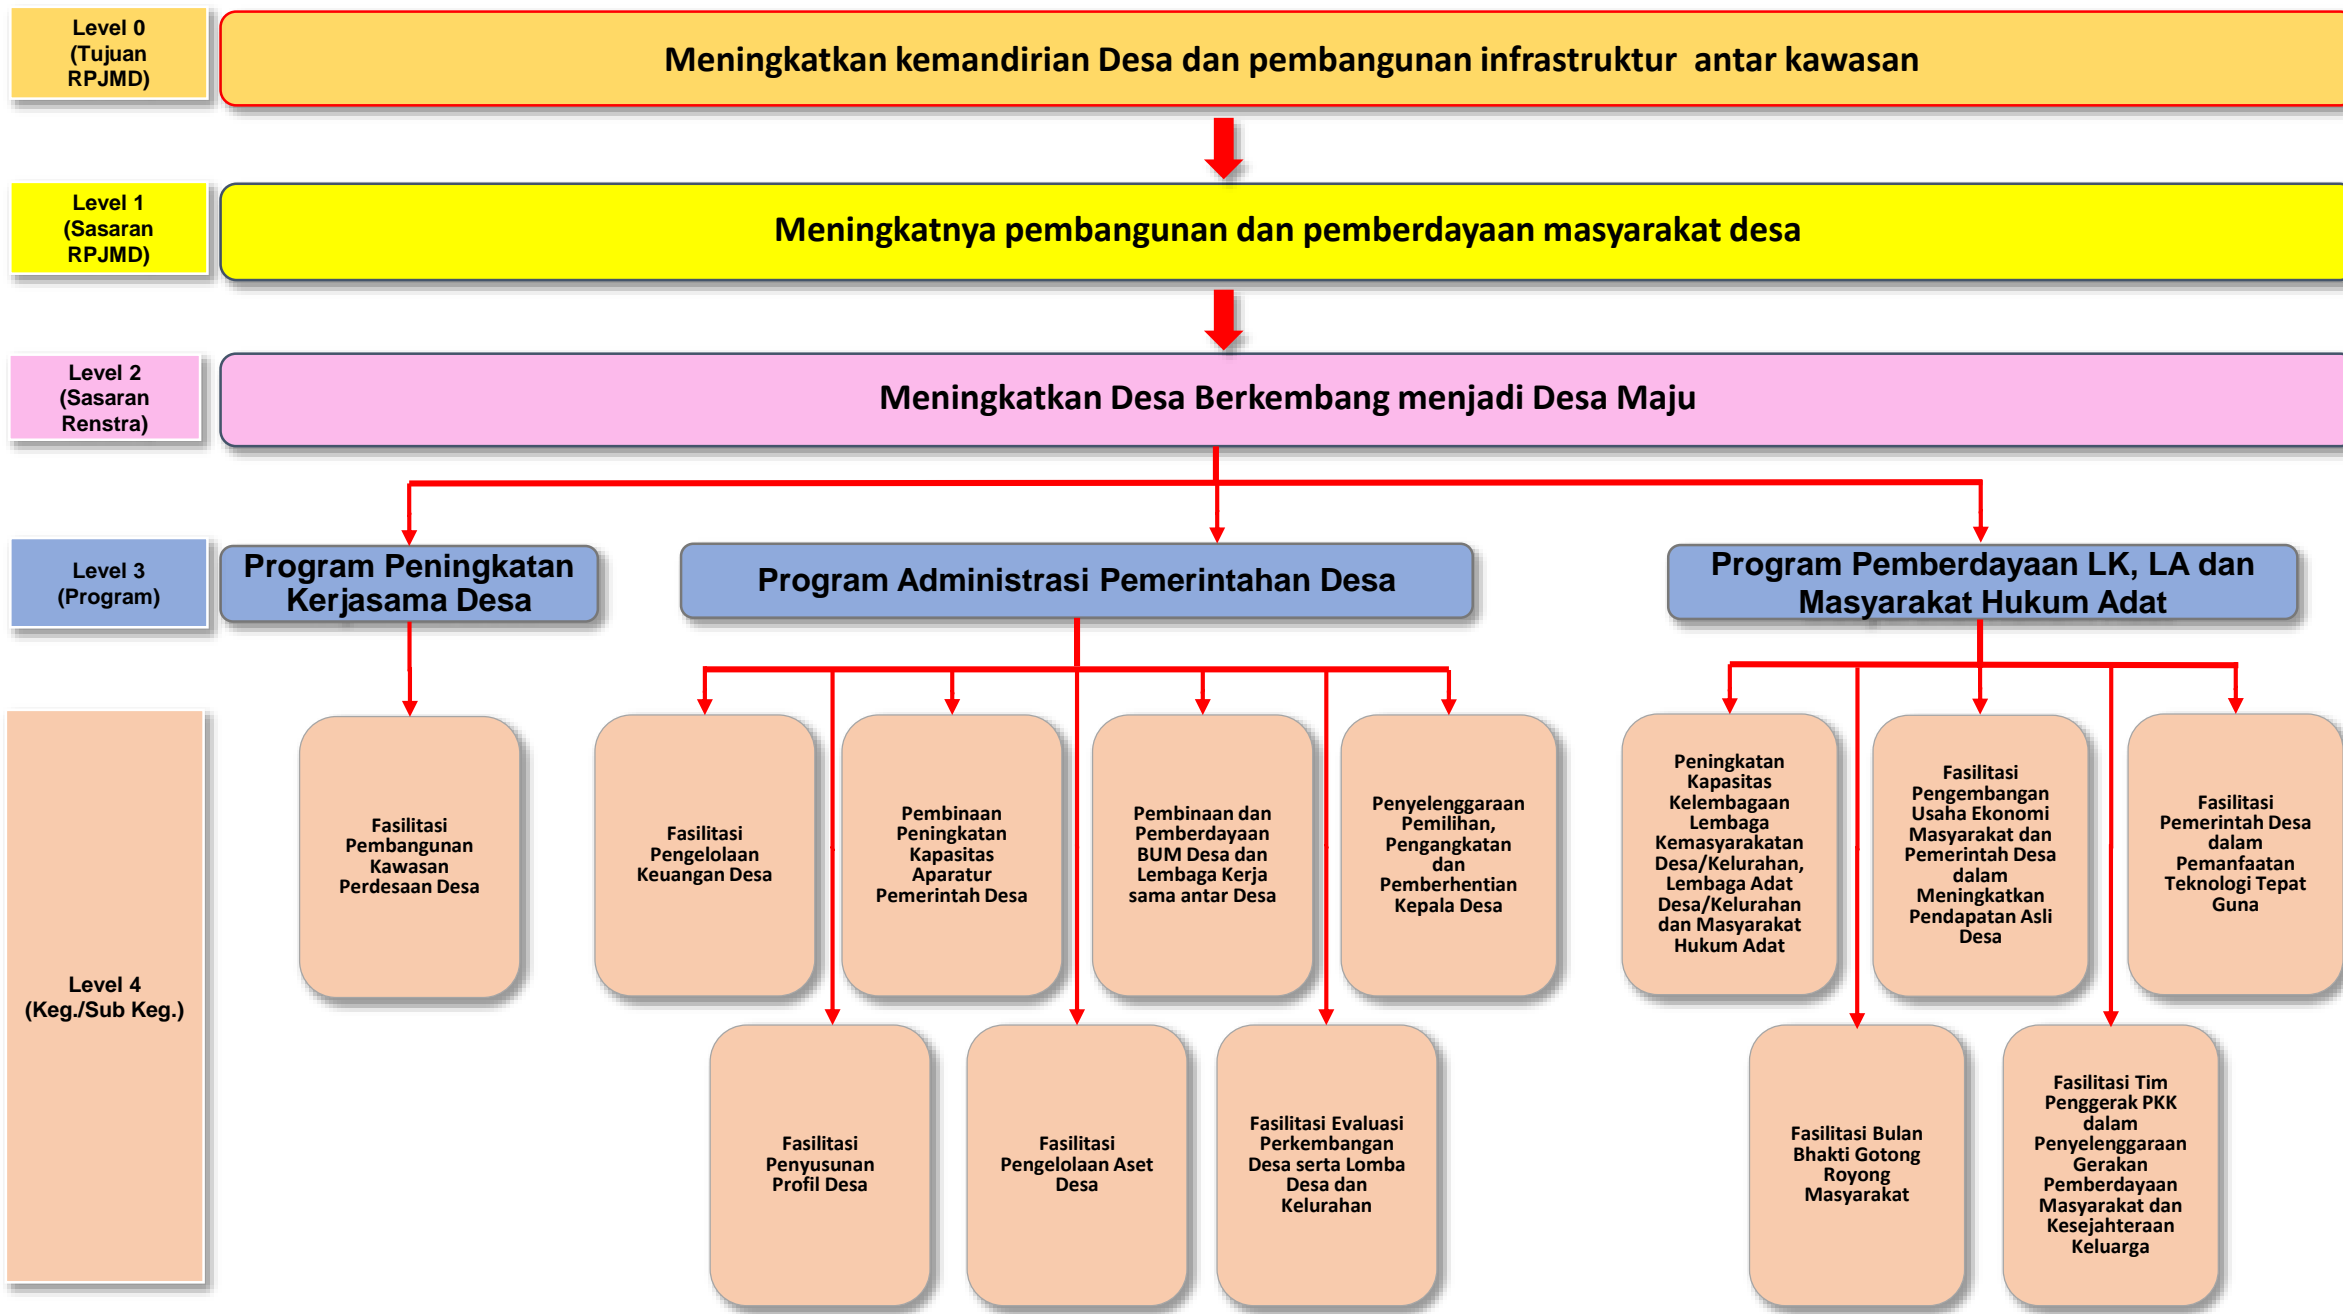 Level 0
(Tujuan
RPJMD)
Meningkatkan kemandirian Desa dan pembangunan infrastruktur antar kawasan
Level 1
(Sasaran
RPJMD)
Meningkatnya pembangunan dan pemberdayaan masyarakat desa
Level 2
(Sasaran
Renstra)
Meningkatkan Desa Berkembang menjadi Desa Maju
Level 3
(Program)
Program Peningkatan
Kerjasama Desa
Program Administrasi Pemerintahan Desa
Program Pemberdayaan LK, LA dan
Masyarakat Hukum Adat
Level 4
(Keg./Sub Keg.)
Fasilitasi
Pembangunan
Kawasan
Perdesaan Desa
Fasilitasi
Pengelolaan
Keuangan Desa
Pembinaan
Peningkatan
Kapasitas
Aparatur
Pemerintah Desa
Pembinaan dan
Pemberdayaan
BUM Desa dan
Lembaga Kerja
sama antar Desa
Penyelenggaraan
Pemilihan,
Pengangkatan
dan
Pemberhentian
Kepala Desa
Peningkatan
Kapasitas
Kelembagaan
Lembaga
Kemasyarakatan
Desa/Kelurahan,
Lembaga Adat
Desa/Kelurahan
dan Masyarakat
Hukum Adat
Fasilitasi
Pengembangan
Usaha Ekonomi
Masyarakat dan
Pemerintah Desa
dalam
Meningkatkan
Pendapatan Asli
Desa
Fasilitasi
Pemerintah Desa
dalam
Pemanfaatan
Teknologi Tepat
Guna
Fasilitasi
Penyusunan
Profil Desa
Fasilitasi
Pengelolaan Aset
Desa
Fasilitasi Evaluasi
Perkembangan
Desa serta Lomba
Desa dan
Kelurahan
Fasilitasi Bulan
Bhakti Gotong
Royong
Masyarakat
Fasilitasi Tim
Penggerak PKK
dalam
Penyelenggaraan
Gerakan
Pemberdayaan
Masyarakat dan
Kesejahteraan
Keluarga